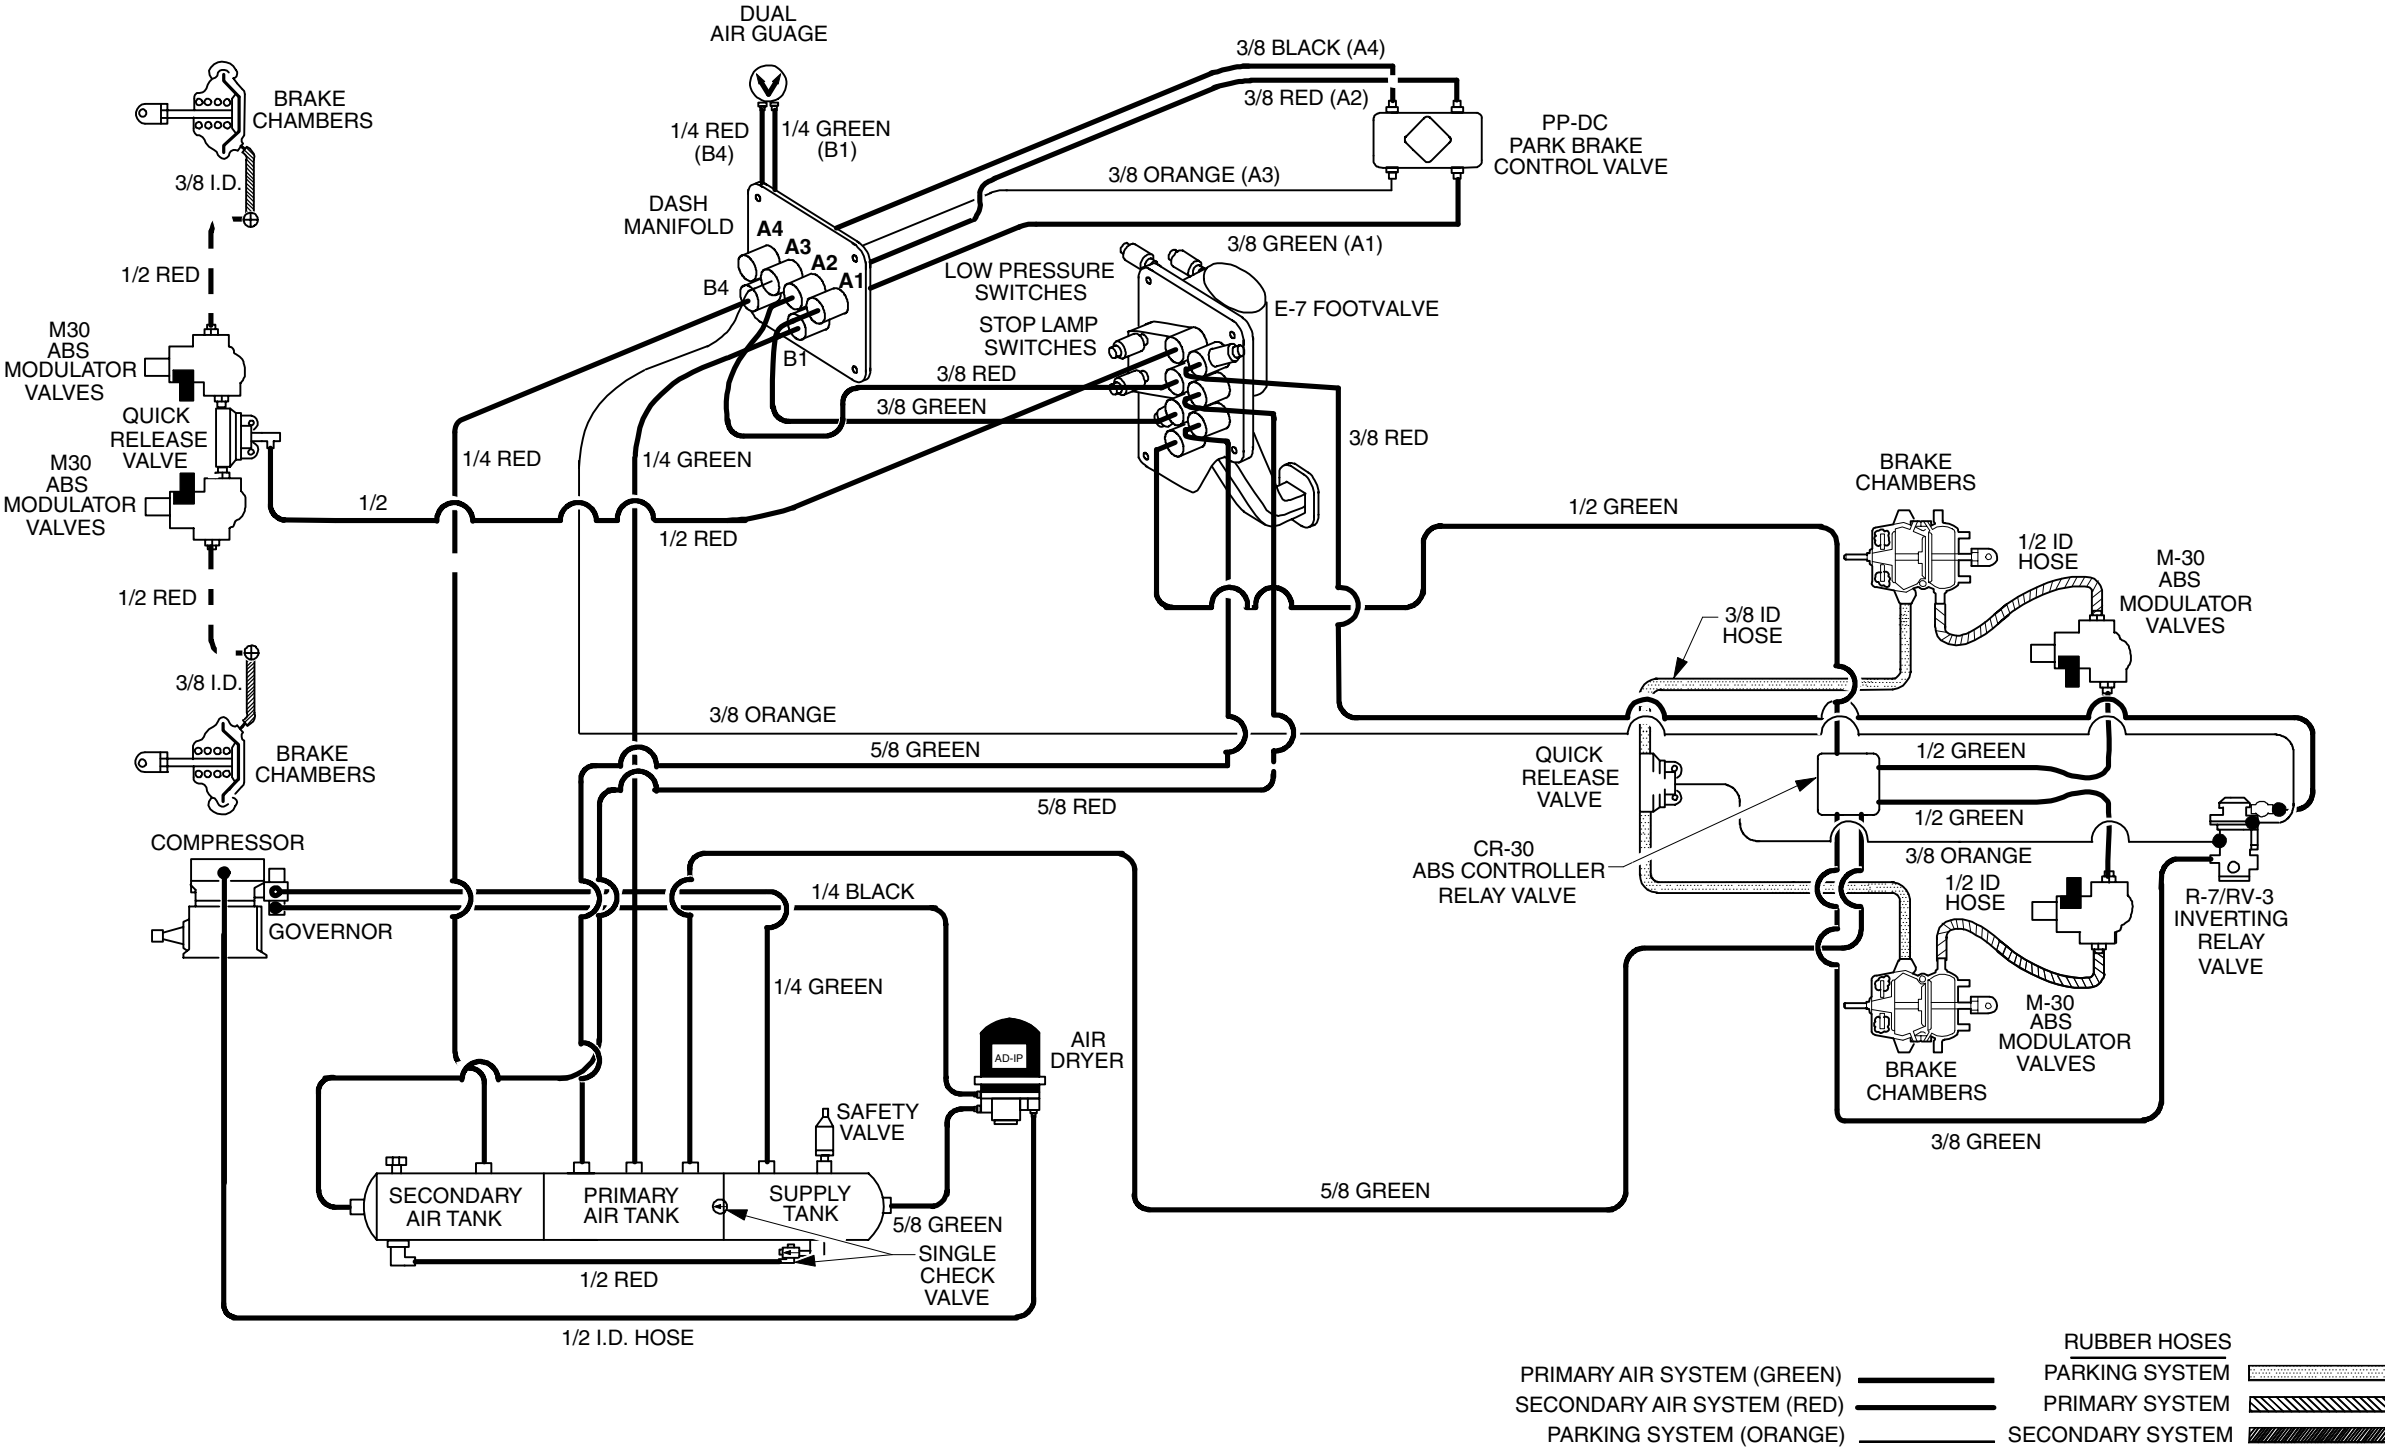 DUAL
AIR GUAGE
3/8 BLACK (A4)
3/8 RED (A2)
BRAKE
CHAMBERS
1/4 RED
(B4)
1/4 GREEN
(B1)
PP-DC
PARK BRAKE
CONTROL VALVE
3/8 I.D.
3/8 ORANGE (A3)
DASH
MANIFOLD
A4
A3
A2
A1
B4
B1
3/8 GREEN (A1)
1/2 RED
LOW PRESSURE
SWITCHES
E-7 FOOTVALVE
STOP LAMP
SWITCHES
M30
ABS
MODULATOR
VALVES
QUICK
RELEASE
VALVE
M30
ABS
MODULATOR
VALVES
3/8 RED
3/8 GREEN
3/8 RED
1/4 RED
1/4 GREEN
1/2
1/2 RED
1/2 GREEN
BRAKE
CHAMBERS
1/2 ID
HOSE
M-30
ABS
MODULATOR
VALVES
1/2 RED
3/8 ID
HOSE
3/8 I.D.
3/8 ORANGE
5/8 GREEN
5/8 RED
BRAKE
CHAMBERS
QUICK
RELEASE
VALVE
1/2 GREEN
1/2 GREEN
CR-30
ABS CONTROLLER
RELAY VALVE
3/8 ORANGE
1/2 ID
HOSE
R-7/RV-3
INVERTING
RELAY
VALVE
COMPRESSOR
GOVERNOR
1/4 BLACK
1/4 GREEN
AD-IP
AIR
DRYER
M-30
ABS
MODULATOR
VALVES
BRAKE
CHAMBERS
3/8 GREEN
SAFETY
VALVE
SECONDARY
AIR TANK
PRIMARY
AIR TANK
SUPPLY
TANK
5/8 GREEN
5/8 GREEN
SINGLE
CHECK
VALVE
1/2 RED
1/2 I.D. HOSE
RUBBER HOSES
PRIMARY AIR SYSTEM (GREEN)
PARKING SYSTEM
SECONDARY AIR SYSTEM (RED)
PRIMARY SYSTEM
PARKING SYSTEM (ORANGE)
SECONDARY SYSTEM